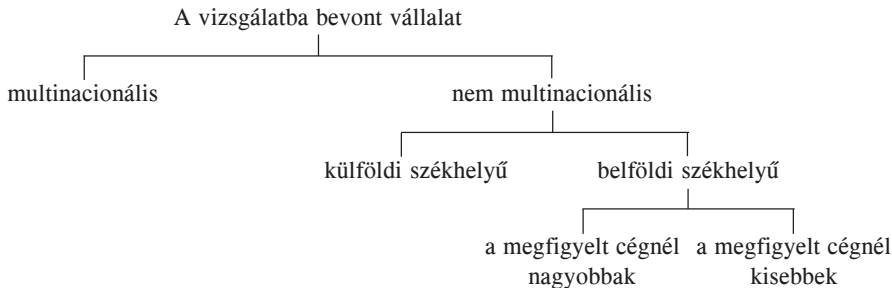 A vizsgálatba bevont vállalat
multinacionális
nem multinacionális
külföldi székhelyű
belföldi székhelyű
a megfigyelt cégnél
nagyobbak
a megfigyelt cégnél
kisebbek